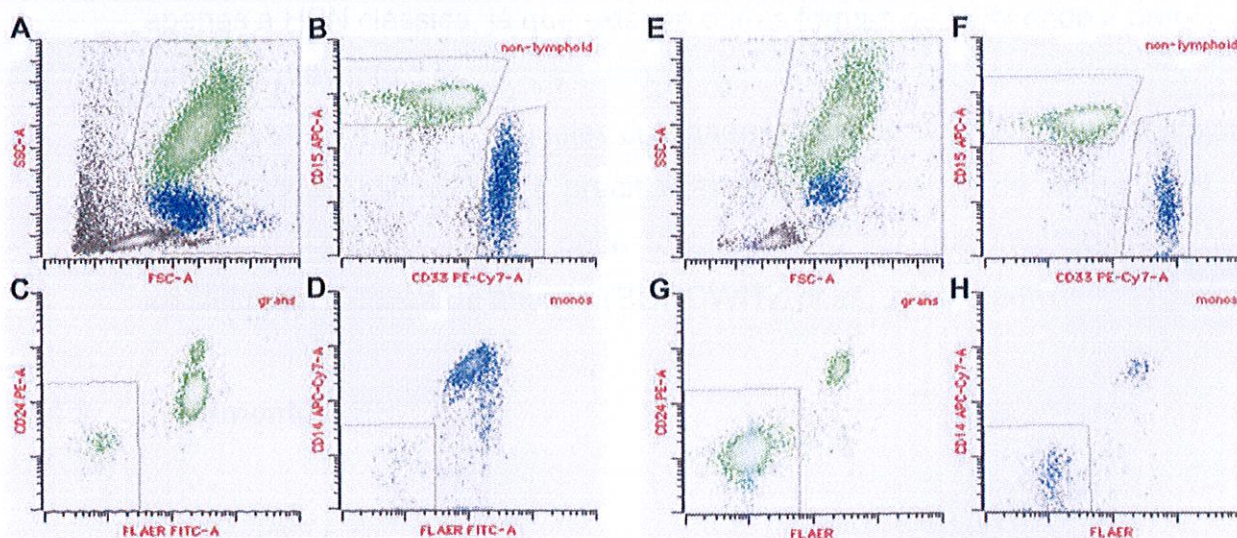 A
SSC-A
FSC-A
B
non-lymphoid
CD15 APC-A
CD33 PE-Cy7-A
C
grans
CD24 PE-A
FLAER FITC-A
D
monos
CD14 APC-Cy7-A
FLAER FITC-A
E
SSC-A
FSC-A
F
non-lymphoid
CD15 APC-A
CD33 PE-Cy7-A
G
grans
CD24 PE-A
FLAER
H
monos
CD14 APC-Cy7-A
FLAER